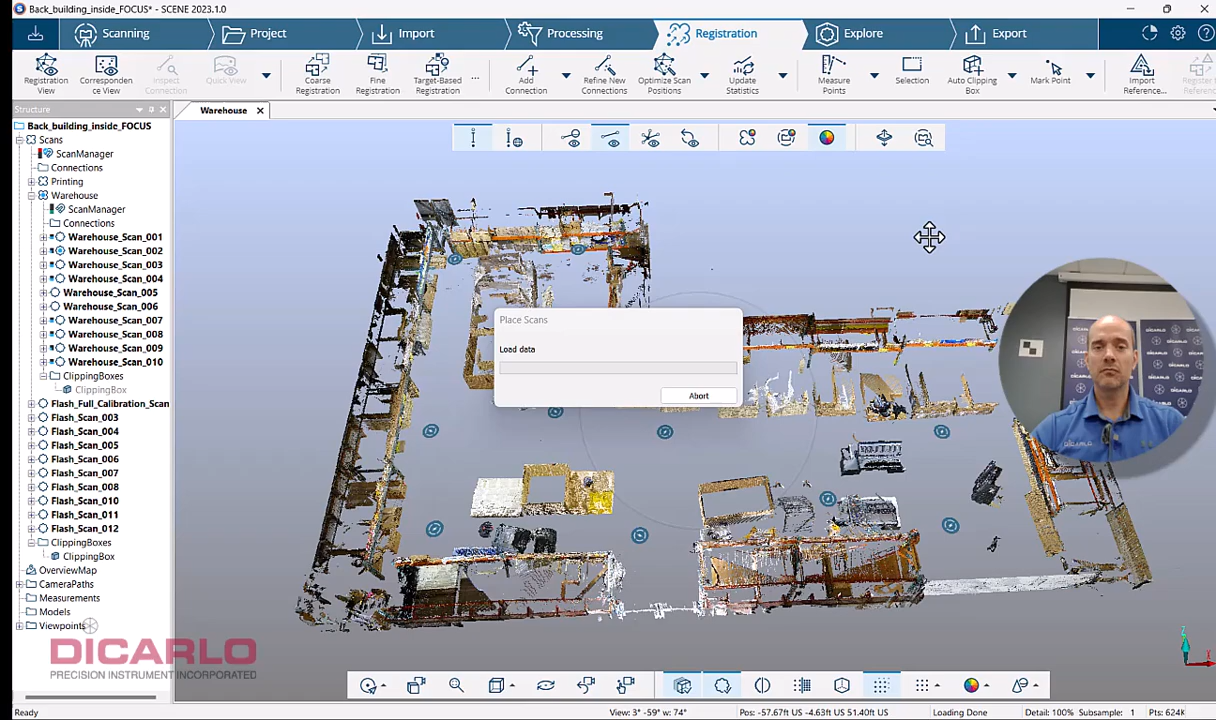 Back_building_inside_FOCUS* - SCENE 2023.1.0
Scanning
Project
Import
Processing
Registration
Explore
Export
Registration View
Corresponden ce View
Inspect Connection
Quick View
Coarse Registration
Fine Registration
Target-Based Registration
...
Add Connection
Refine New Connections
Optimize Scan Positions
Update Statistics
Measure Points
Selection
Auto Clipping Box
Mark Point
Import Reference...
Register Referen
Structure
Warehouse
Back_building_inside_FOCUS
Scans
ScanManager
Connections
Printing
Warehouse
ScanManager
Connections
Warehouse_Scan_001
Warehouse_Scan_002
Warehouse_Scan_003
Warehouse_Scan_004
Warehouse_Scan_005
Warehouse_Scan_006
Warehouse_Scan_007
Warehouse_Scan_008
Warehouse_Scan_009
Warehouse_Scan_010
ClippingBoxes
ClippingBox
Flash_Full_Calibration_Scan
Flash_Scan_003
Flash_Scan_004
Flash_Scan_005
Flash_Scan_006
Flash_Scan_007
Flash_Scan_008
Flash_Scan_010
Flash_Scan_011
Flash_Scan_012
ClippingBoxes
ClippingBox
OverviewMap
CameraPaths
Measurements
Models
Viewpoints
Place Scans
Load data
Abort
DICARLO
DICARLO
PRECISION INSTRUMENT INCORPORATED
View: 3° -59° w: 74°
Pos: -57.67ft US -4.63ft US 51.40ft US
Loading Done
Detail: 100%
Subsample: 1
Pts: 624K